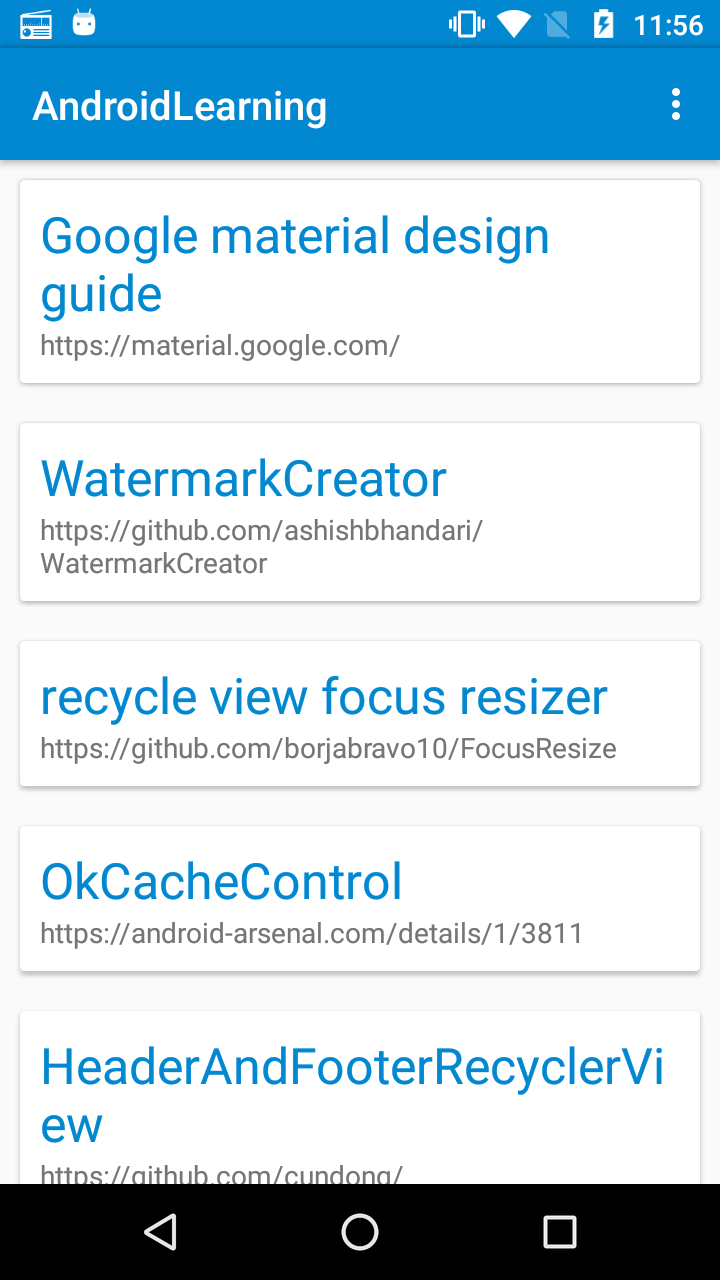 11:56
AndroidLearning
Google material design
guide
https://material.google.com/
WatermarkCreator
https://github.com/ashishbhandari/
WatermarkCreator
recycle view focus resizer
https://github.com/borjabravo10/FocusResize
OkCacheControl
https://android-arsenal.com/details/1/3811
HeaderAndFooterRecyclerVi
ew
https://github.com/cundong/